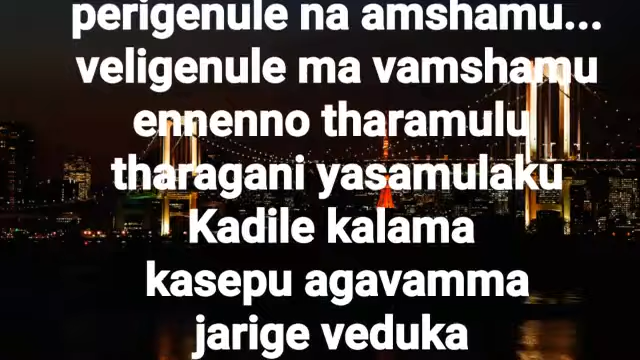 perigenule na amshamu...
veligenule ma vamshamu
ennenno tharamulu
tharagani yasamulaku
Kadile kalama
kasepu agavamma
jarige veduka